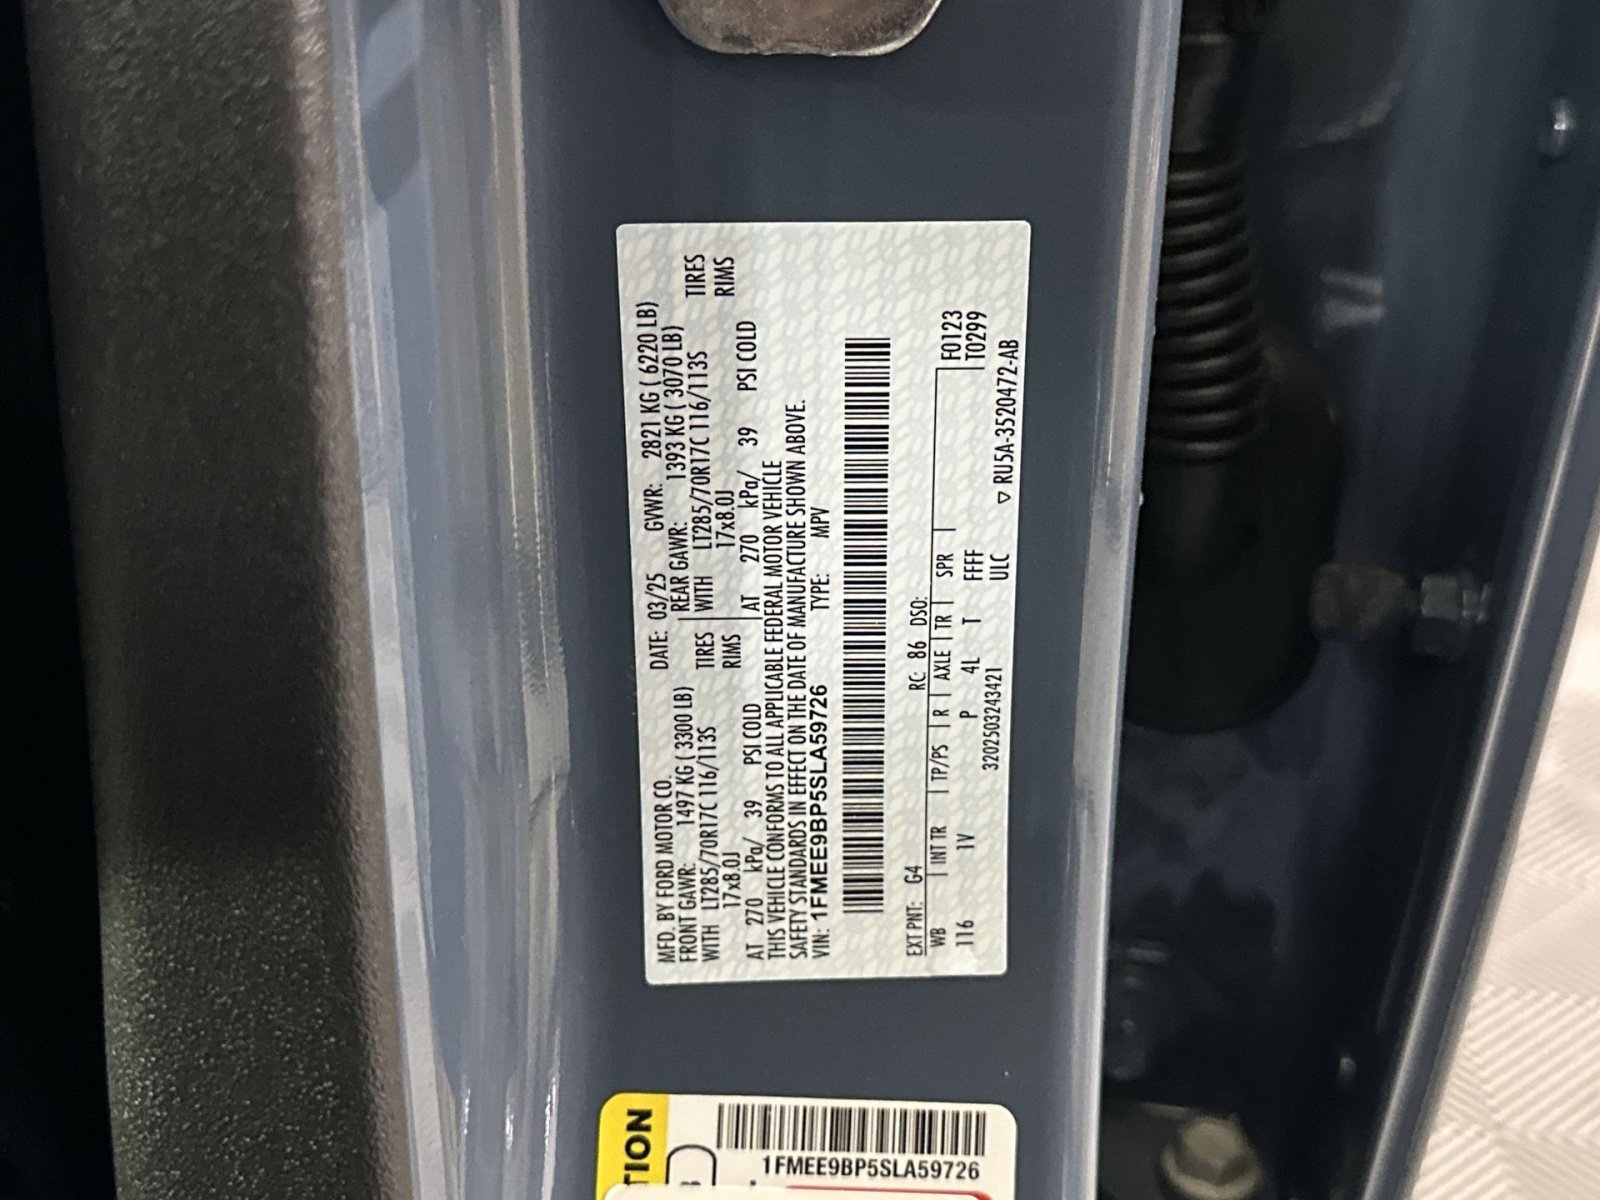 MFD. BY FORD MOTOR CO.
DATE: 03/25 GVWR: 2821 KG ( 6220 LB)
FRONT GAWR: 1497 KG ( 3300 LB) REAR GAWR: 1393 KG ( 3070 LB)
WITH LT285/70R17C 116/113S TIRES WITH LT285/70R17C 116/113S TIRES
17x8.0J RIMS 17x8.0J RIMS
AT 270 kPa/ 39 PSI COLD AT 270 kPa/ 39 PSI COLD
THIS VEHICLE CONFORMS TO ALL APPLICABLE FEDERAL MOTOR VEHICLE
SAFETY STANDARDS IN EFFECT ON THE DATE OF MANUFACTURE SHOWN ABOVE.
VIN: 1FMEE9BP5SLA59726 TYPE: MPV
EXT PNT: G4 RC: 86 DSO:
WB INT TR TP/PS R AXLE TR SPR F0123
116 1V P 4L T FFFF T0299
320250324342​1 ULC ▽ RU5A-3520472-AB
TION
1FMEE9BP5SLA59726